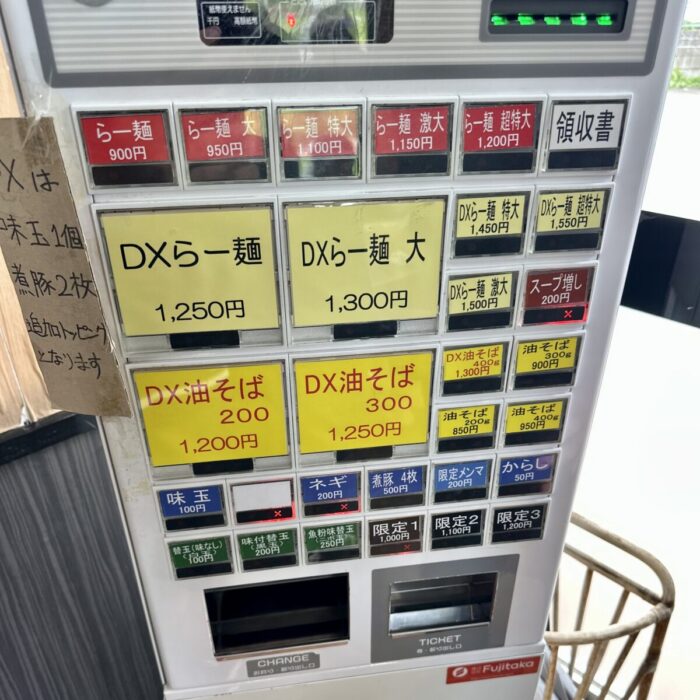 紙幣使えません
千円 高額紙幣
DXは
味玉1個
煮豚2枚
追加トッピング
となります
らー麺
900円
らー麺 大
950円
らー麺 特大
1,100円
らー麺 激大
1,150円
らー麺 超特大
1,200円
領収書
DXらー麺
1,250円
DXらー麺 大
1,300円
DXらー麺 特大
1,450円
DXらー麺 超特大
1,550円
DXらー麺 激大
1,500円
スープ増し
200円
DX油そば
200
1,200円
DX油そば
300
1,250円
DX油そば
400g
1,300円
油そば
300g
900円
油そば
200g
850円
油そば
400g
950円
味玉
100円
ネギ
200円
煮豚 4枚
500円
限定メンマ
200円
からし
50円
替玉(味なし)
100円
味付替玉
200円
魚粉味替玉
250円
限定1
1,000円
限定2
1,100円
限定3
1,200円
CHANGE
TICKET
Fujitaka